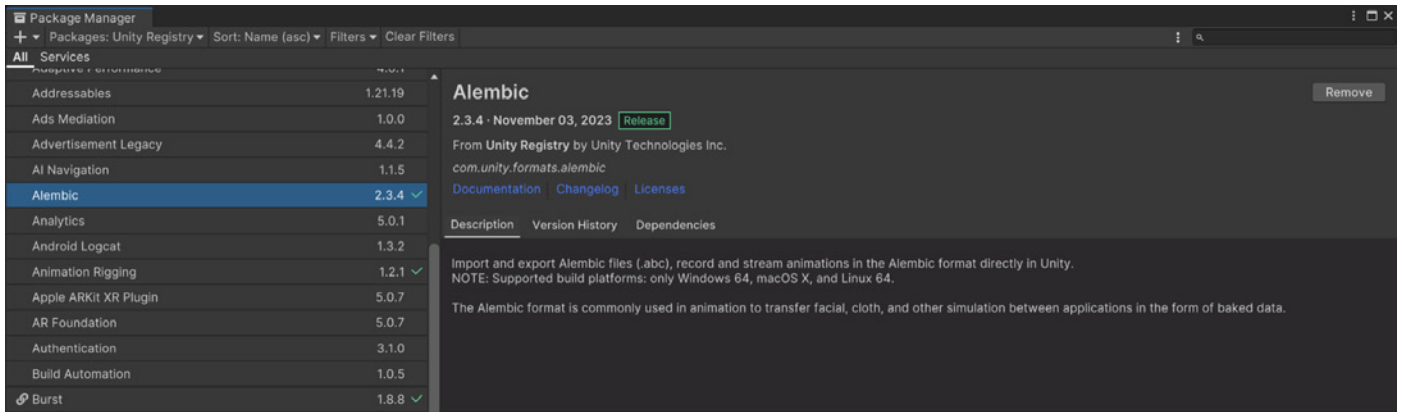 Package Manager
+ Packages: Unity Registry Sort: Name (asc) Filters Clear Filters
All Services
Adaptive Performance
Addressables 1.21.19
Ads Mediation 1.0.0
Advertisement Legacy 4.4.2
AI Navigation 1.1.5
Alembic 2.3.4
Analytics 5.0.1
Android Logcat 1.3.2
Animation Rigging 1.2.1
Apple ARKit XR Plugin 5.0.7
AR Foundation 5.0.7
Authentication 3.1.0
Build Automation 1.0.5
Burst 1.8.8
Alembic
Remove
2.3.4 · November 03, 2023 Release
From Unity Registry by Unity Technologies Inc.
com.unity.formats.alembic
Documentation Changelog Licenses
Description Version History Dependencies
Import and export Alembic files (.abc), record and stream animations in the Alembic format directly in Unity.
NOTE: Supported build platforms: only Windows 64, macOS X, and Linux 64.
The Alembic format is commonly used in animation to transfer facial, cloth, and other simulation between applications in the form of baked data.